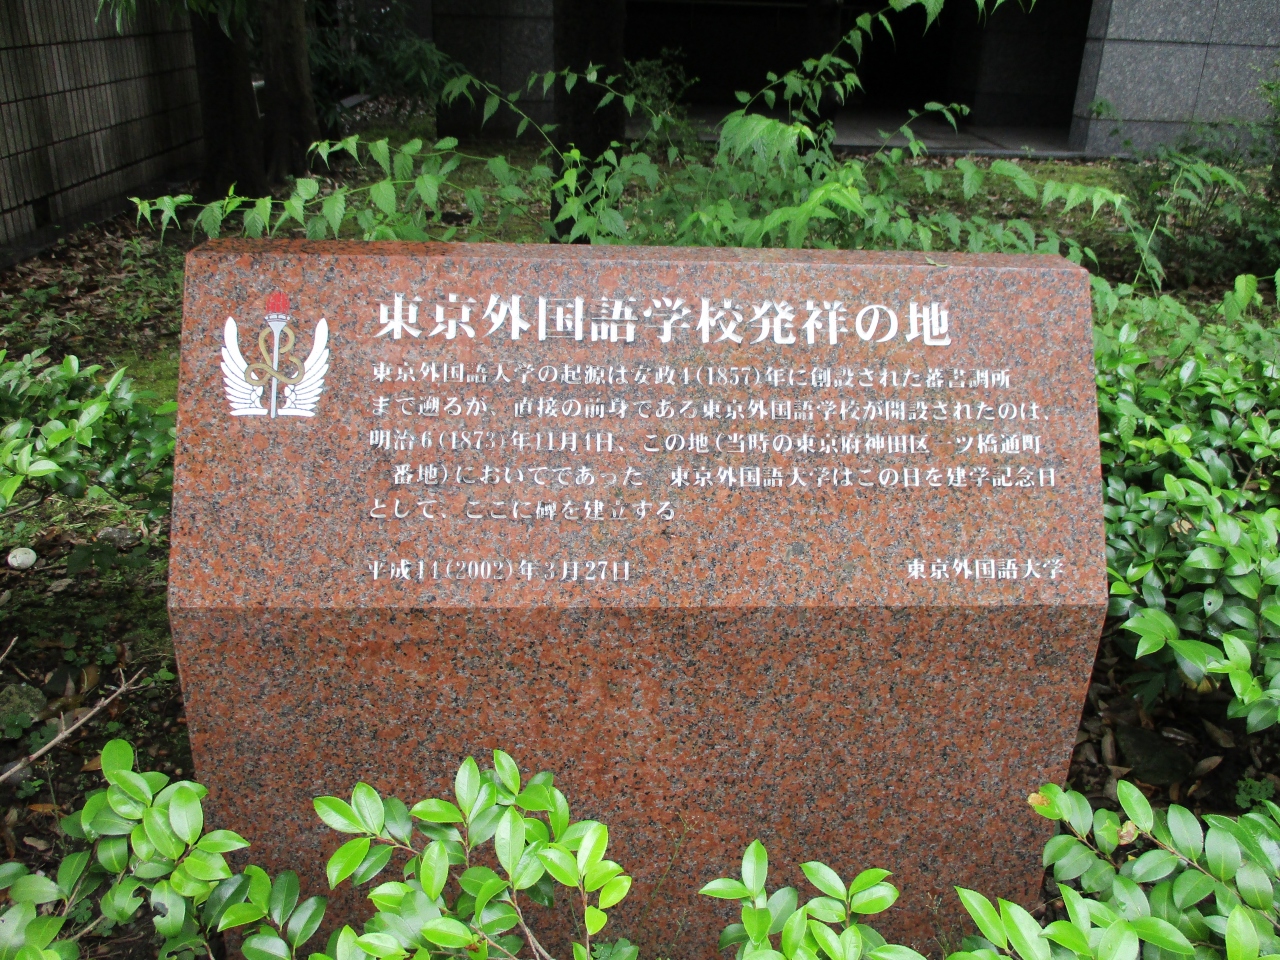 東京外国語学校発祥の地
東京外国語大学の起源は安政4(1857)年に創設された蕃書調所
まで遡るが、直接の前身である東京外国語学校が開設されたのは、
明治6(1873)年11月4日、この地(当時の東京府神田区一ツ橋通町
番地)においてであった 東京外国語大学はこの日を建学記念日
として、ここに碑を建立する
平成14(2002)年3月27日
東京外国語大学